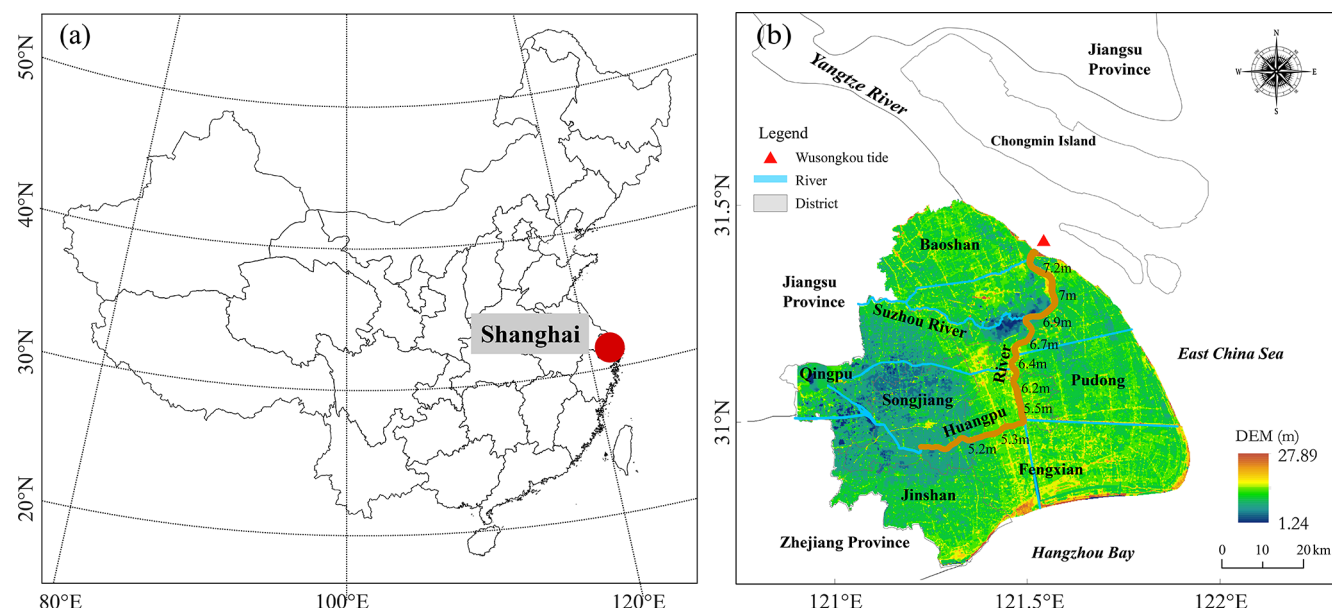 (a)
50°N
40°N
30°N
20°N
80°E
100°E
120°E
Shanghai
(b)
Jiangsu
Province
Yangtze River
Chongmin Island
N
W
E
S
Legend
Wusongkou tide
River
District
31.5°N
31°N
Baoshan
7.2m
7m
6.9m
6.7m
6.4m
6.2m
5.5m
5.3m
5.2m
Jiangsu
Province
Suzhou River
Huangpu River
Qingpu
Songjiang
Pudong
East China Sea
Fengxian
Jinshan
Zhejiang Province
Hangzhou Bay
DEM (m)
27.89
1.24
0 10 20 km
121°E
121.5°E
122°E